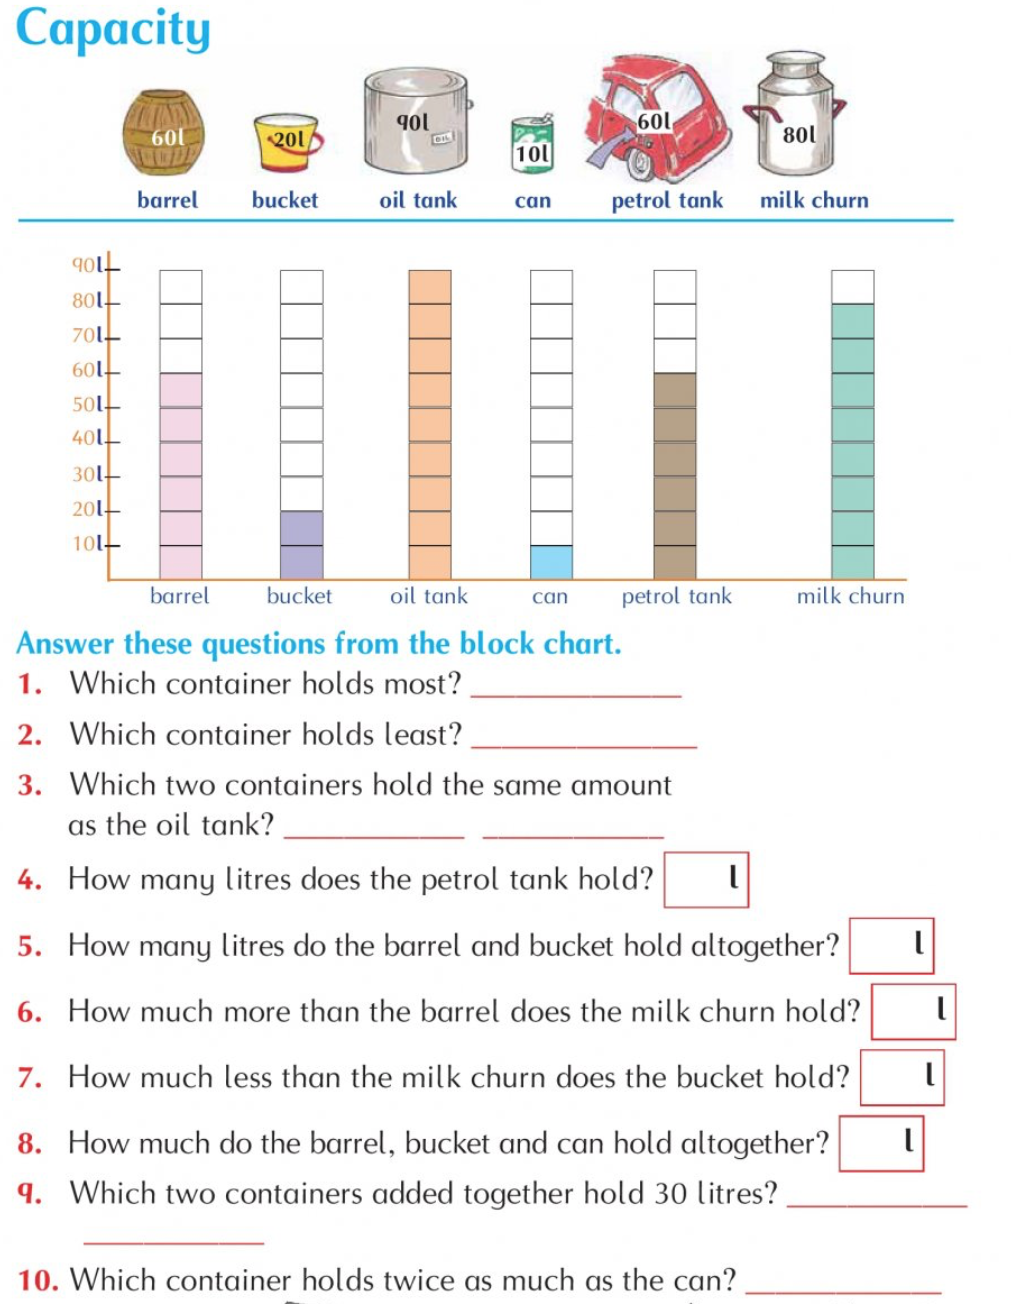 Capacity
60l
20l
90l
OIL
10l
60l
80l
barrel bucket oil tank can petrol tank milk churn
90l
80l
70l
60l
50l
40l
30l
20l
10l
barrel bucket oil tank can petrol tank milk churn
Answer these questions from the block chart.
1. Which container holds most?
2. Which container holds least?
3. Which two containers hold the same amount
as the oil tank?
4. How many litres does the petrol tank hold? l
5. How many litres do the barrel and bucket hold altogether? l
6. How much more than the barrel does the milk churn hold? l
7. How much less than the milk churn does the bucket hold? l
8. How much do the barrel, bucket and can hold altogether? l
9. Which two containers added together hold 30 litres?
10. Which container holds twice as much as the can?